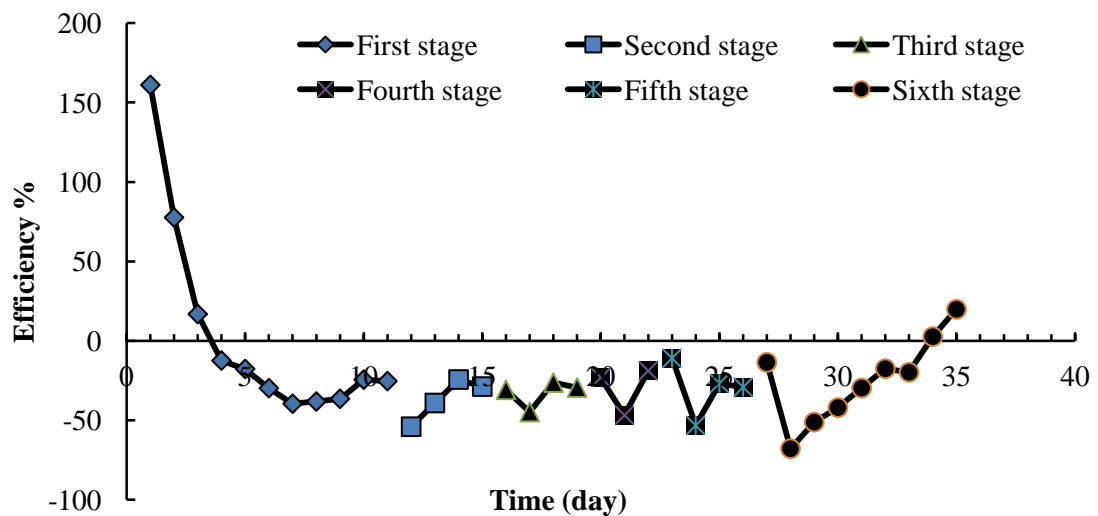 200
First stage Second stage Third stage
150
Fourth stage Fifth stage Sixth stage
100
Efficiency %
50
0
0 5 10 15 20 25 30 35 40
-50
-100
Time (day)